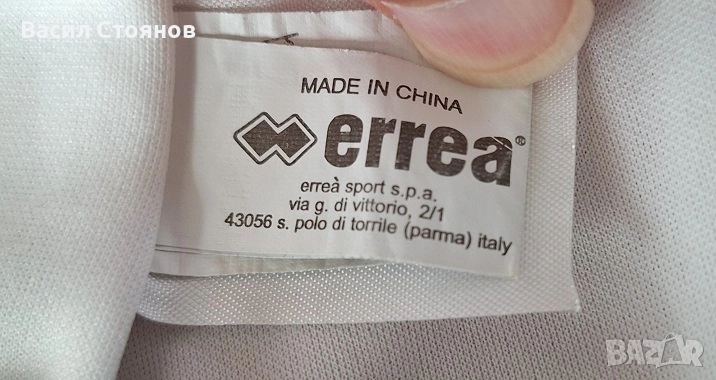 Васил Стоянов
MADE IN CHINA
errea®
erreà sport s.p.a.
via g. di vittorio, 2/1
43056 s. polo di torrile (parma) italy
BAZAR